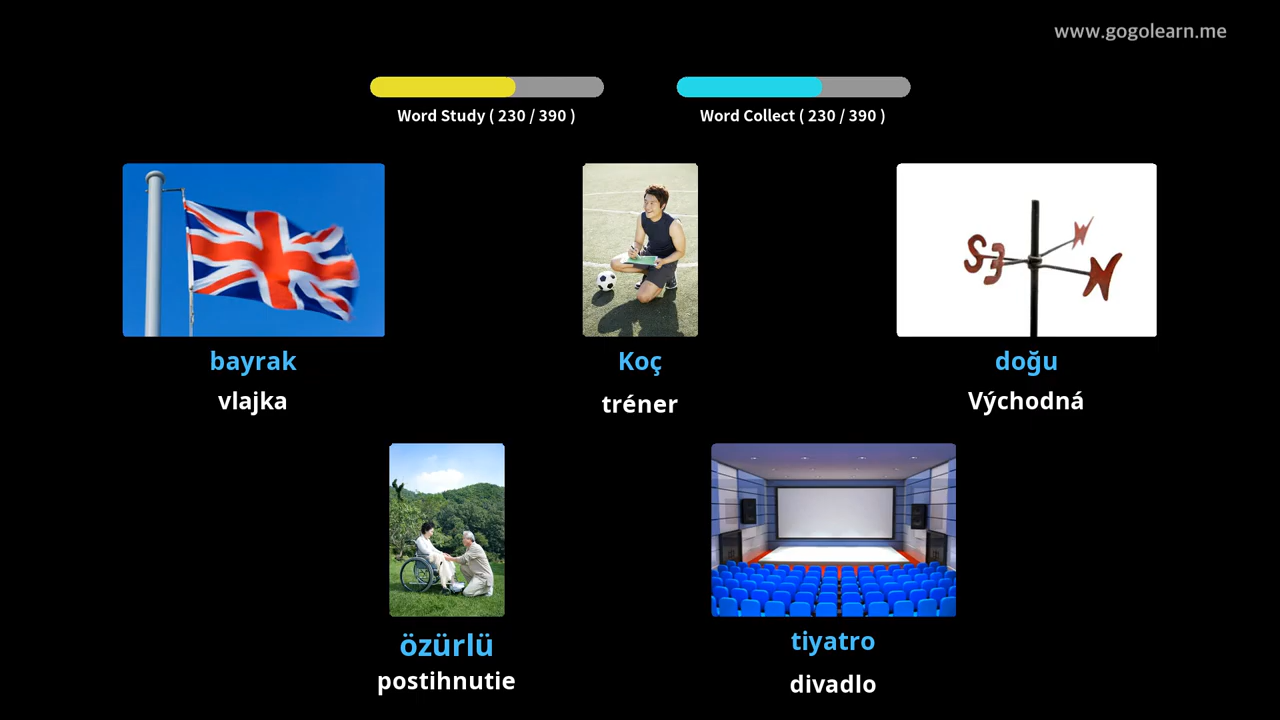 www.gogolearn.me
Word Study ( 230 / 390 )
Word Collect ( 230 / 390 )
bayrak
vlajka
Koç
tréner
doğu
Východná
özürlü
postihnutie
tiyatro
divadlo